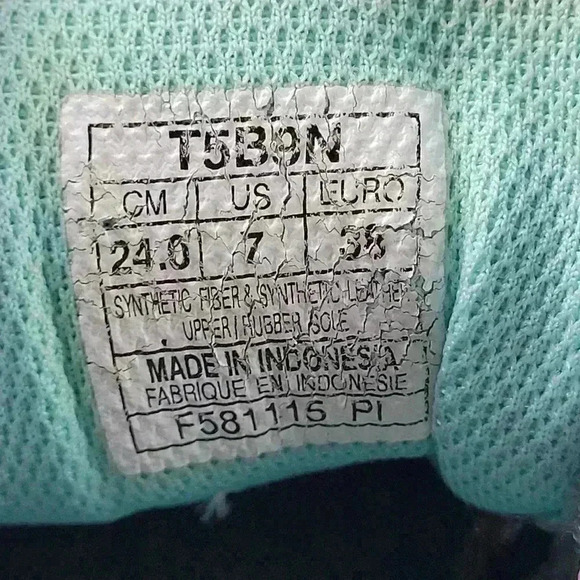 T5B9N
CM US EURO
24.0 7 38
SYNTHETIC FIBER & SYNTHETIC LEATHER
UPPER / RUBBER SOLE
MADE IN INDONESIA
FABRIQUE EN INDONESIE
F581116 PI